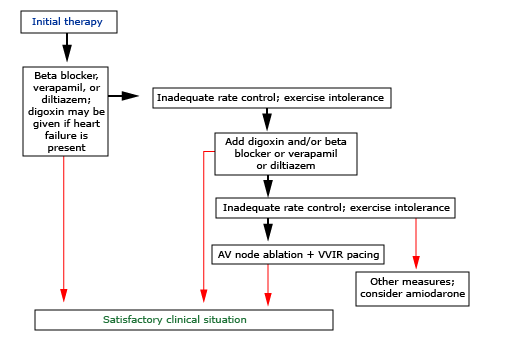 Initial therapy
Beta blocker,
verapamil, or
diltiazem;
digoxin may be
given if heart
failure is
present
Inadequate rate control; exercise intolerance
Add digoxin and/or beta
blocker or verapamil
or diltiazem
Inadequate rate control; exercise intolerance
AV node ablation + VVIR pacing
Other measures;
consider amiodarone
Satisfactory clinical situation